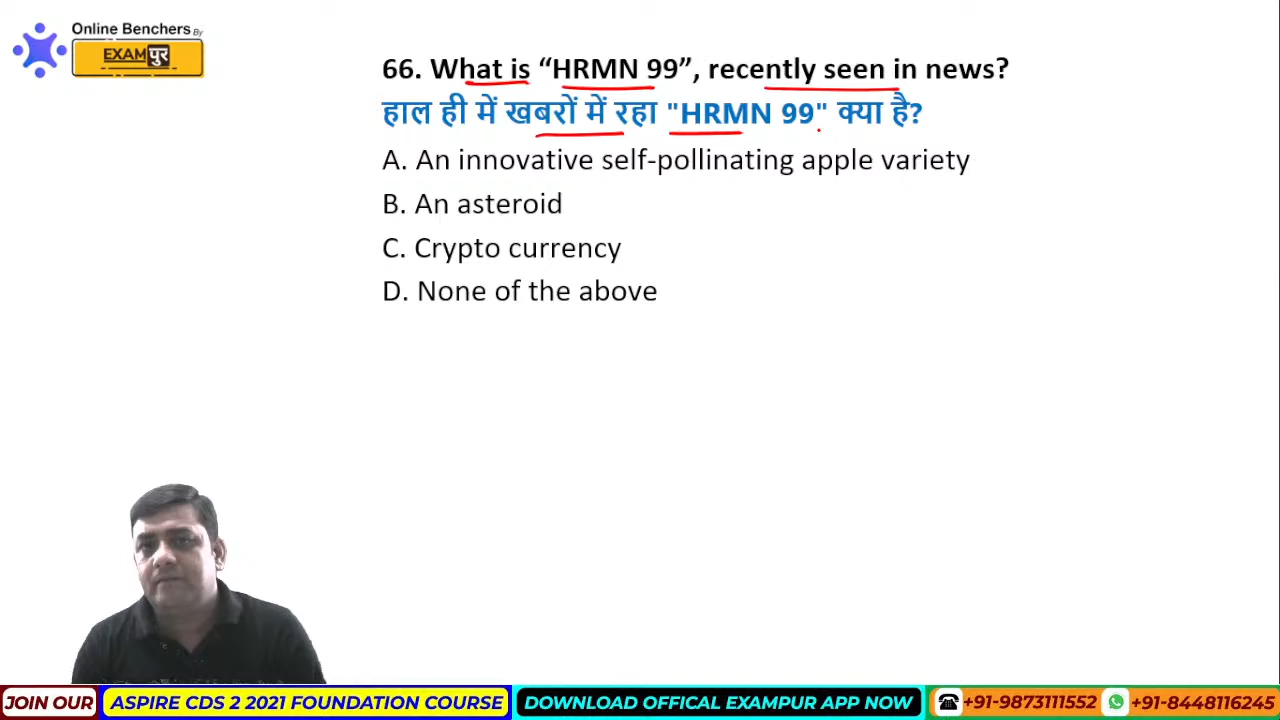 Online Benchers By
EXAMपुर
66. What is “HRMN 99”, recently seen in news?
हाल ही में खबरों में रहा "HRMN 99" क्या है?
A. An innovative self-pollinating apple variety
B. An asteroid
C. Crypto currency
D. None of the above
JOIN OUR ASPIRE CDS 2 2021 FOUNDATION COURSE DOWNLOAD OFFICAL EXAMPUR APP NOW +91-9873111552 +91-8448116245